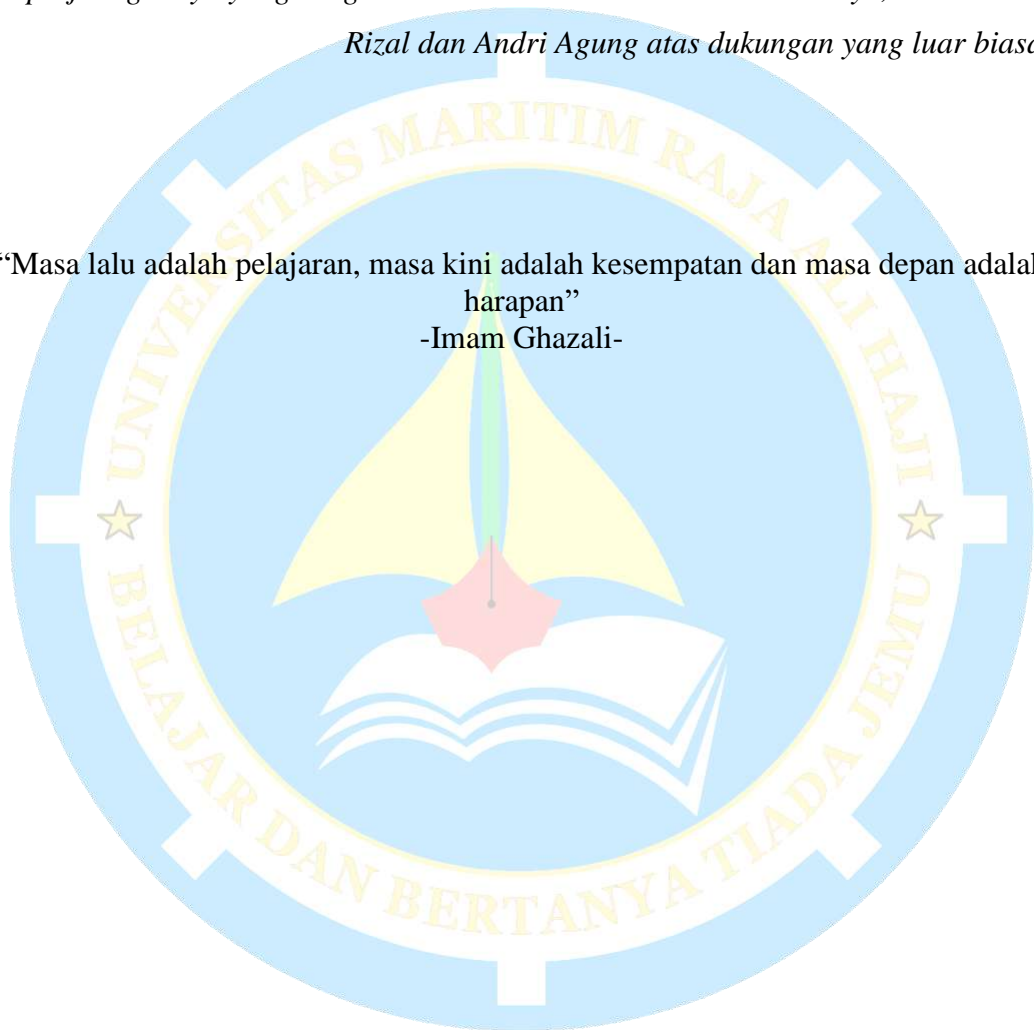 Rizal dan Andri Agung atas dukungan yang luar biasa
“Masa lalu adalah pelajaran, masa kini adalah kesempatan dan masa depan adalah
harapan”
-Imam Ghazali-
UNIVERSITAS MARITIM RAJA ALI HAJI
BELAJAR DAN BERTANYA TIADA JEMU